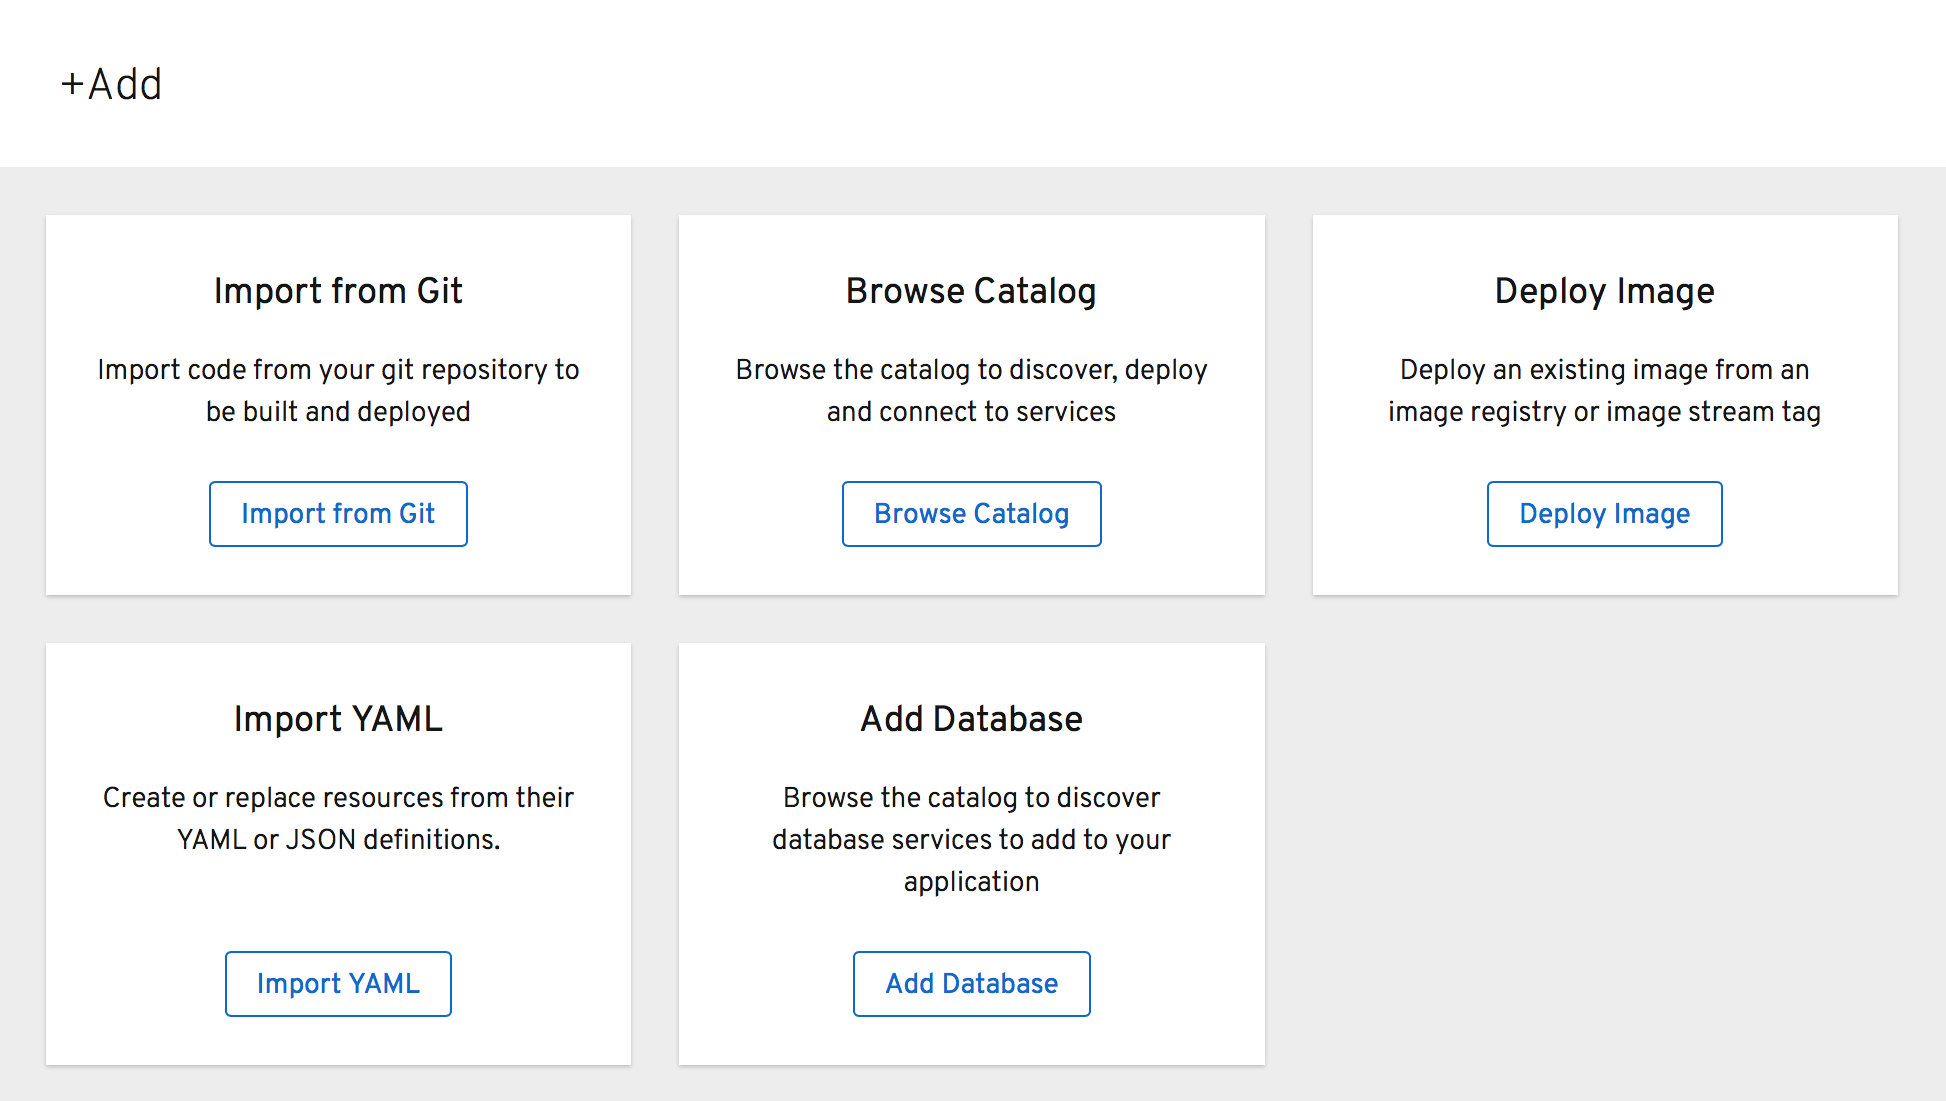 +Add
Import from Git
Import code from your git repository to
be built and deployed
Import from Git
Browse Catalog
Browse the catalog to discover, deploy
and connect to services
Browse Catalog
Deploy Image
Deploy an existing image from an
image registry or image stream tag
Deploy Image
Import YAML
Create or replace resources from their
YAML or JSON definitions.
Import YAML
Add Database
Browse the catalog to discover
database services to add to your
application
Add Database